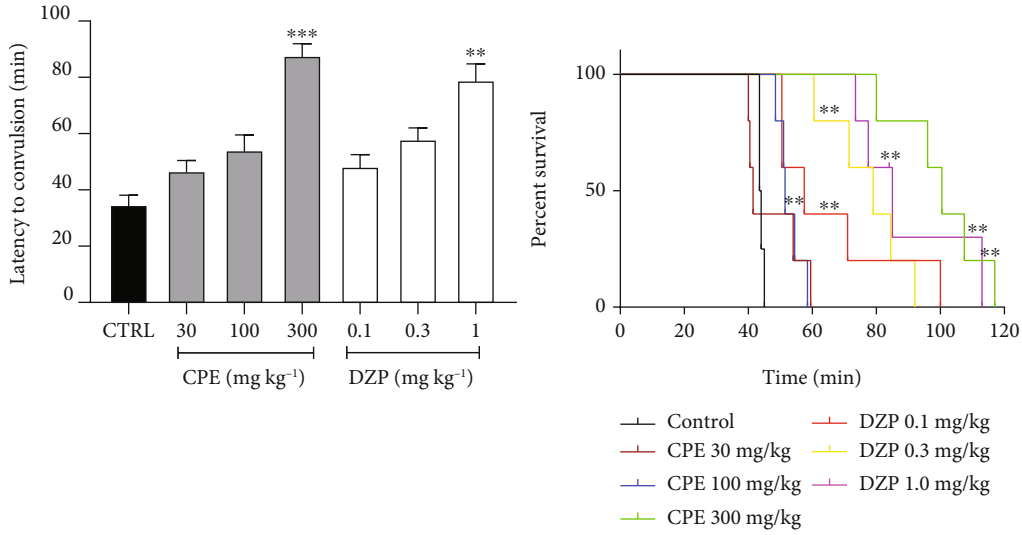 Latency to convulsion (min)
100
80
60
40
20
0
***
**
CTRL 30 100 300 0.1 0.3 1
CPE (mg kg⁻¹) DZP (mg kg⁻¹)
Percent survival
100
50
0
**
**
**
**
**
**
0 20 40 60 80 100 120
Time (min)
Control
CPE 30 mg/kg
CPE 100 mg/kg
CPE 300 mg/kg
DZP 0.1 mg/kg
DZP 0.3 mg/kg
DZP 1.0 mg/kg